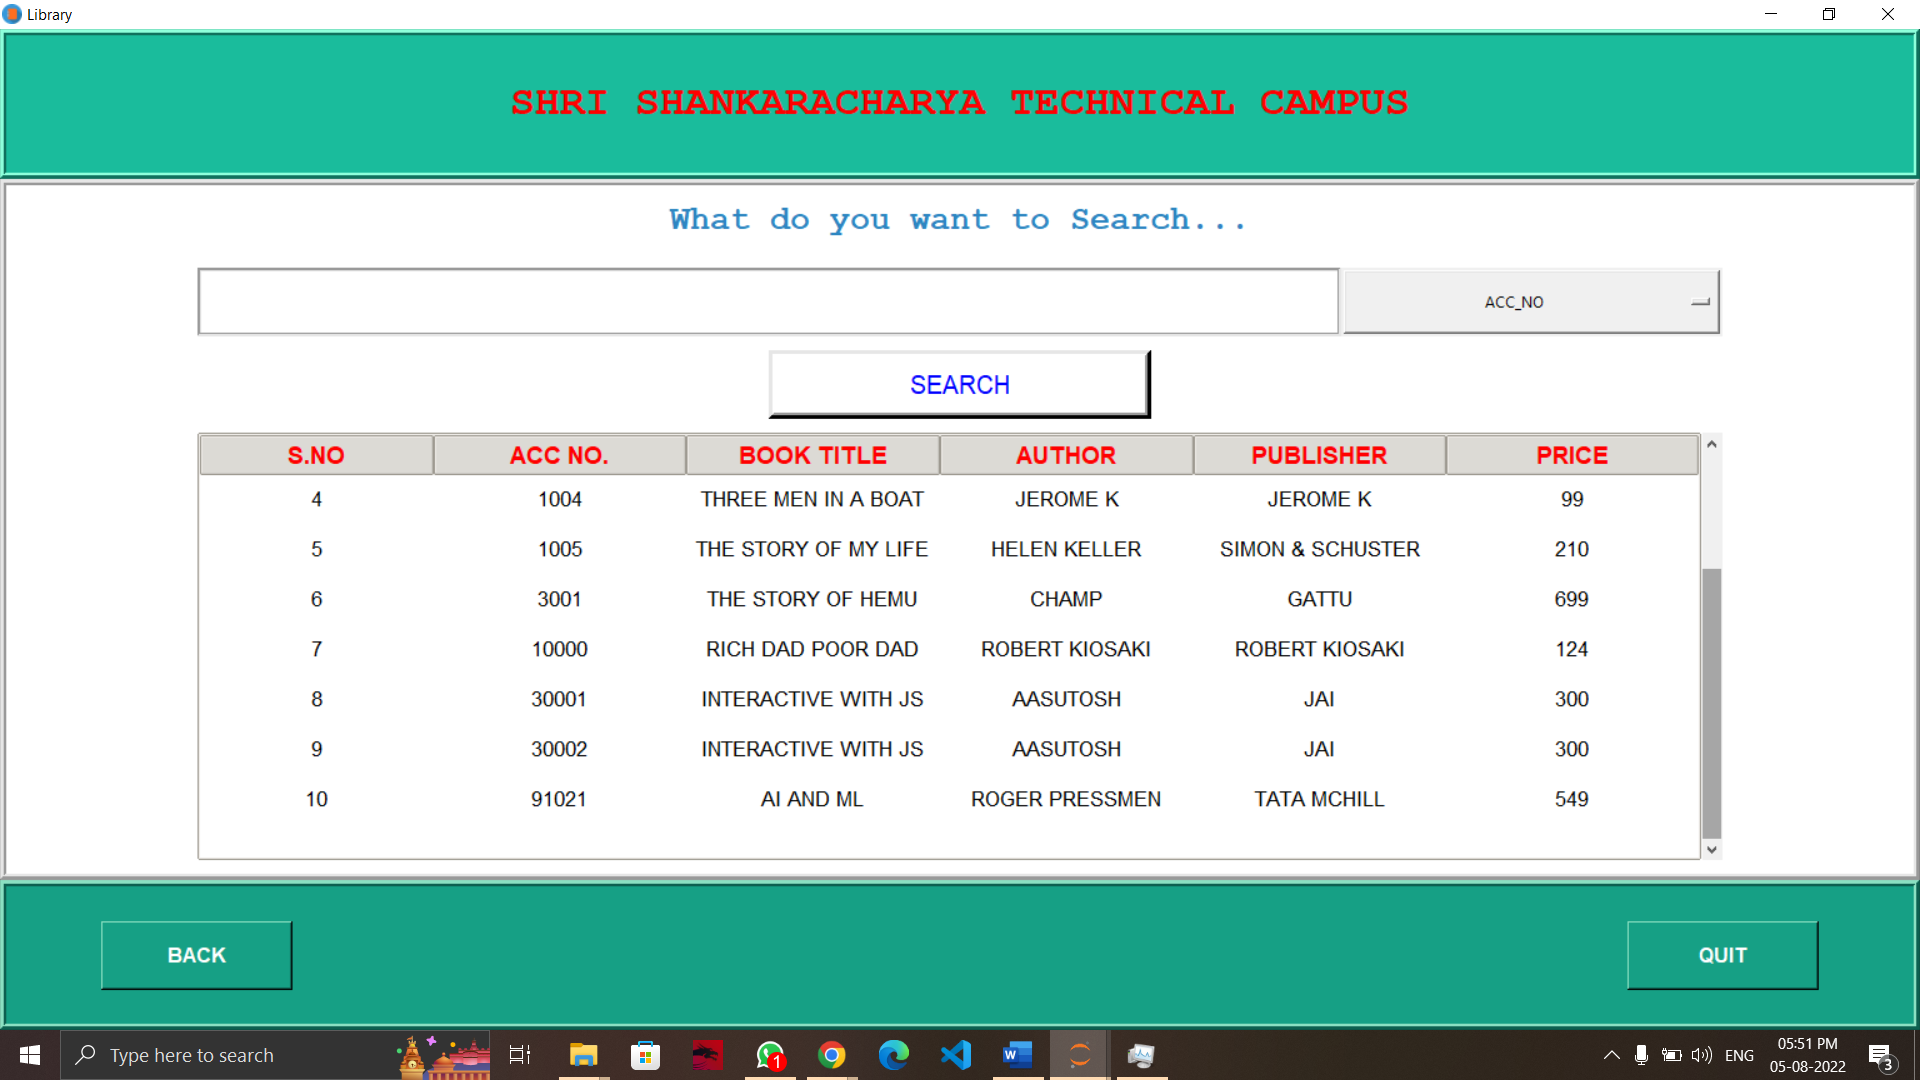 Library
SHRI SHANKARACHARYA TECHNICAL CAMPUS
What do you want to Search...
ACC_NO
SEARCH
S.NO ACC NO. BOOK TITLE AUTHOR PUBLISHER PRICE
4 1004 THREE MEN IN A BOAT JEROME K JEROME K 99
5 1005 THE STORY OF MY LIFE HELEN KELLER SIMON & SCHUSTER 210
6 3001 THE STORY OF HEMU CHAMP GATTU 699
7 10000 RICH DAD POOR DAD ROBERT KIOSAKI ROBERT KIOSAKI 124
8 30001 INTERACTIVE WITH JS AASUTOSH JAI 300
9 30002 INTERACTIVE WITH JS AASUTOSH JAI 300
10 91021 AI AND ML ROGER PRESSMEN TATA MCHILL 549
BACK QUIT
Type here to search 1 W ENG 05:51 PM 3
05-08-2022